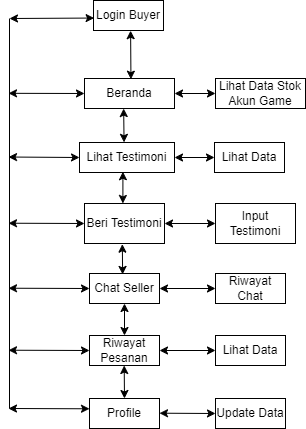 Login Buyer
Beranda
Lihat Data Stok
Akun Game
Lihat Testimoni
Lihat Data
Beri Testimoni
Input
Testimoni
Chat Seller
Riwayat
Chat
Riwayat
Pesanan
Lihat Data
Profile
Update Data